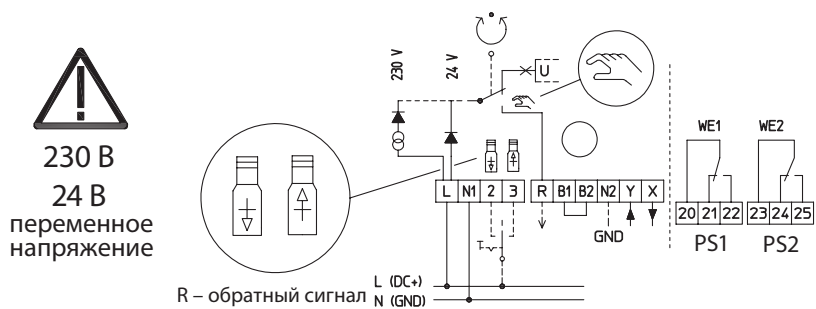 230 В
24 В
переменное
напряжение
230 V
24 V
U
WE1 WE2
L N1 2 3 R B1 B2 N2 Y X
20 21 22 23 24 25
GND
PS1 PS2
L (DC+)
R – обратный сигнал N (GND)